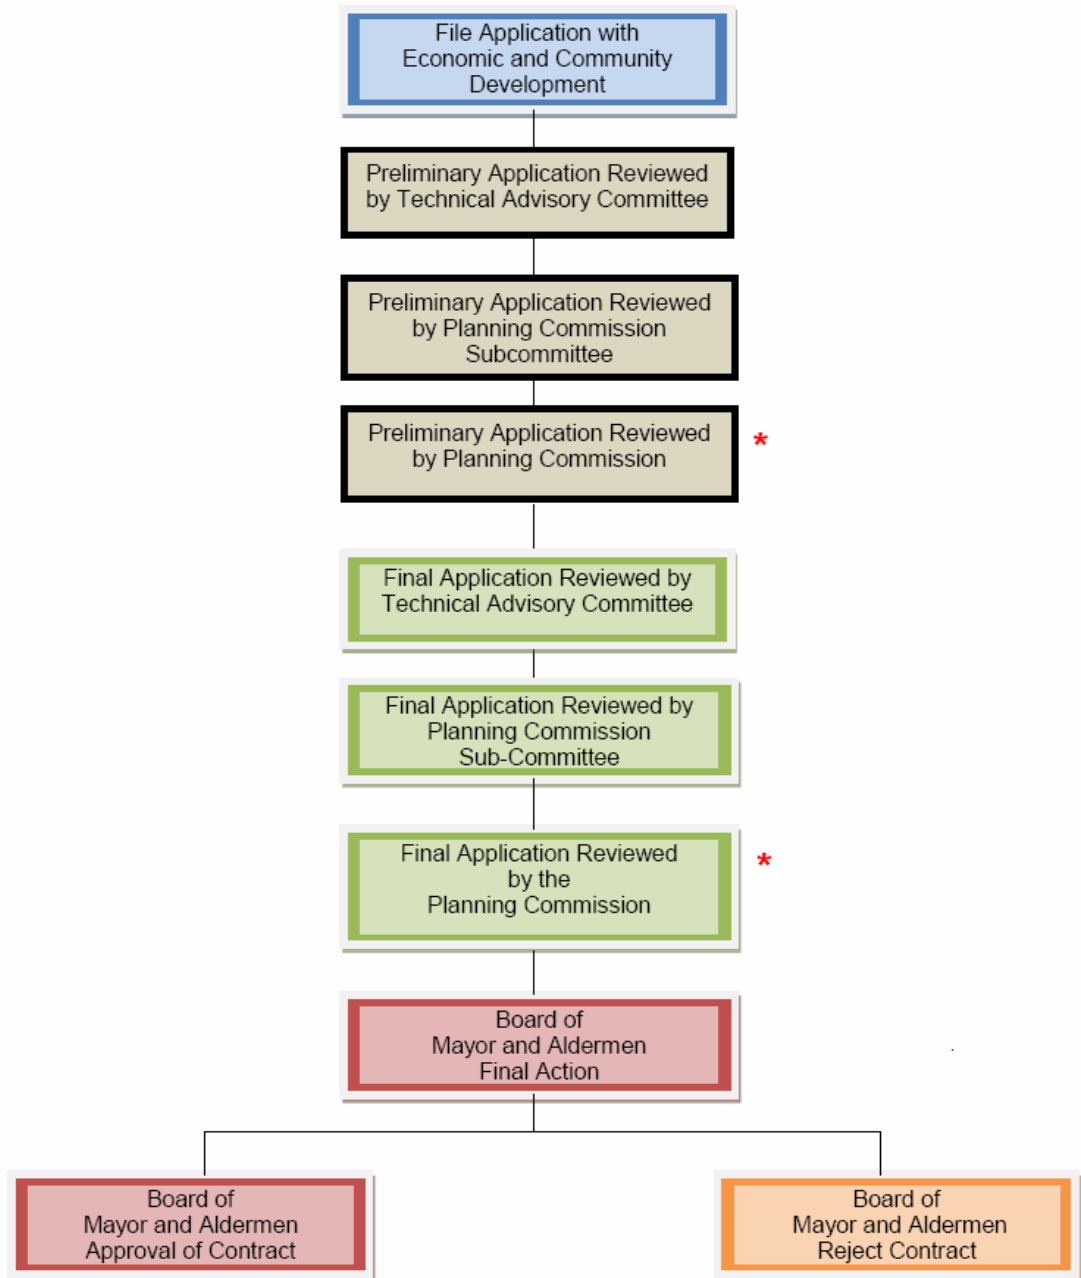 File Application with
Economic and Community
Development
Preliminary Application Reviewed
by Technical Advisory Committee
Preliminary Application Reviewed
by Planning Commission
Subcommittee
Preliminary Application Reviewed
by Planning Commission
*
Final Application Reviewed by
Technical Advisory Committee
Final Application Reviewed by
Planning Commission
Sub-Committee
Final Application Reviewed
by the
Planning Commission
*
Board of
Mayor and Aldermen
Final Action
.
Board of
Mayor and Aldermen
Approval of Contract
Board of
Mayor and Aldermen
Reject Contract